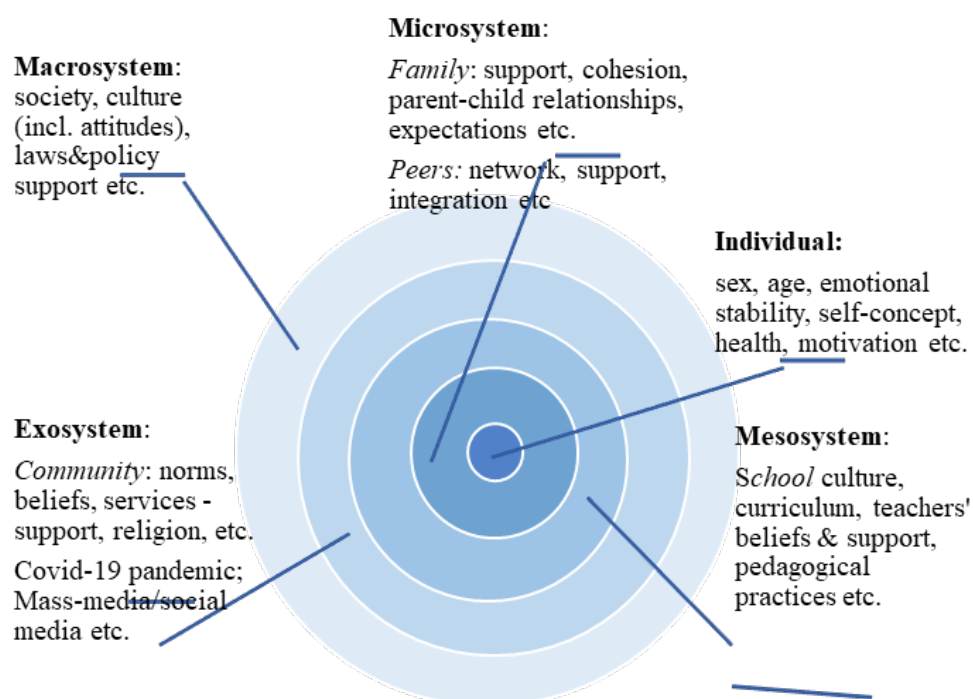 Microsystem:
Family: support, cohesion,
parent-child relationships,
expectations etc.
Peers: network, support,
integration etc
Macrosystem:
society, culture
(incl. attitudes),
laws&policy
support etc.
Individual:
sex, age, emotional
stability, self-concept,
health, motivation etc.
Exosystem:
Community: norms,
beliefs, services -
support, religion, etc.
Covid-19 pandemic;
Mass-media/social
media etc.
Mesosystem:
School culture,
curriculum, teachers'
beliefs & support,
pedagogical
practices etc.